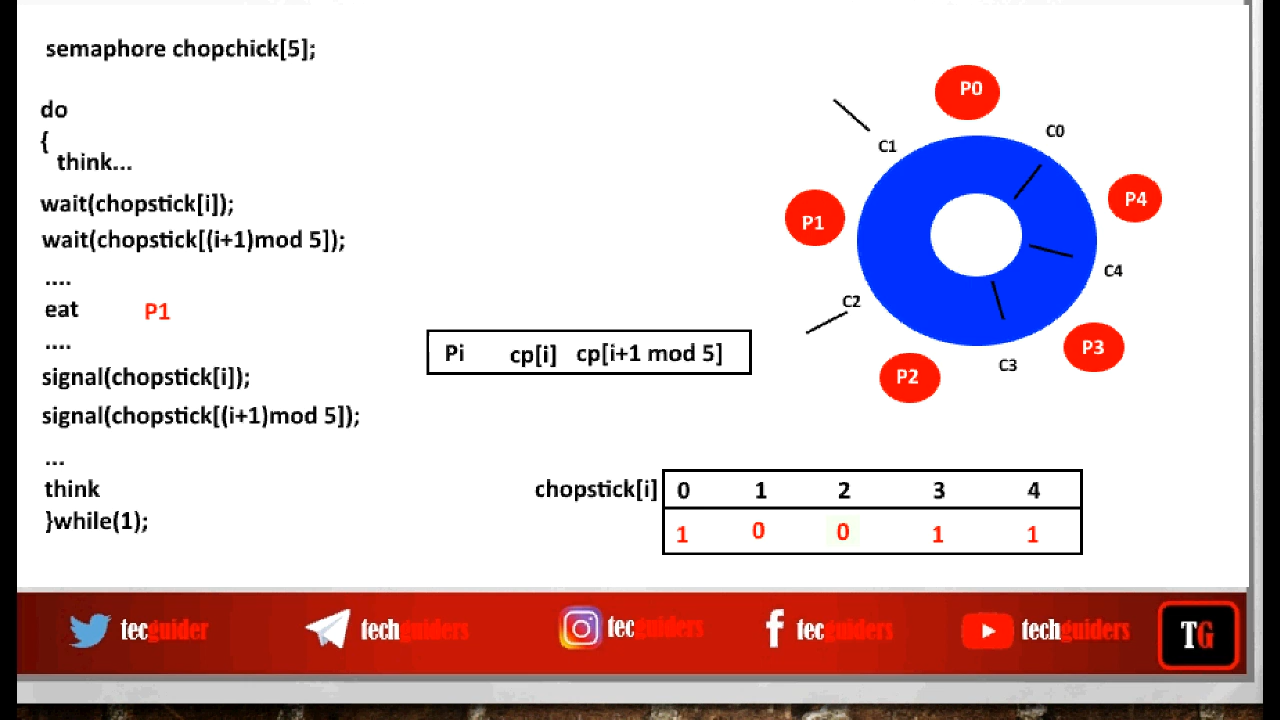 semaphore chopchick[5];
do
{
think...
wait(chopstick[i]);
wait(chopstick[(i+1)mod 5]);
....
eat P1
....
signal(chopstick[i]);
signal(chopstick[(i+1)mod 5]);
...
think
}while(1);
Pi cp[i] cp[i+1 mod 5]
P0
C0
C1
P4
P1
C4
C2
P3
C3
P2
chopstick[i] 0 1 2 3 4
1 0 0 1 1
tecguider techguiders tecguiders tecguiders techguiders TG